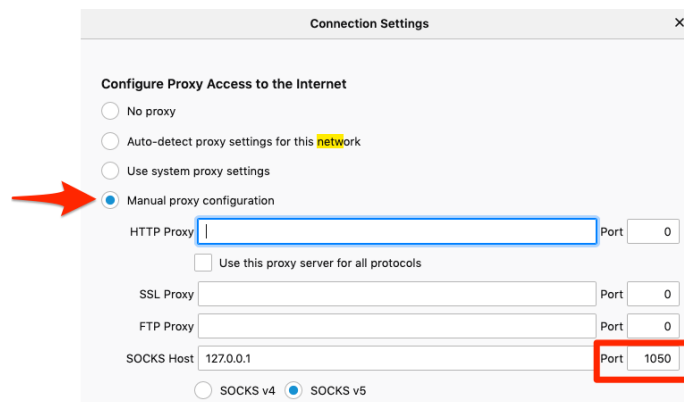 Connection Settings
Configure Proxy Access to the Internet
No proxy
Auto-detect proxy settings for this network
Use system proxy settings
Manual proxy configuration
HTTP Proxy Port 0
Use this proxy server for all protocols
SSL Proxy Port 0
FTP Proxy Port 0
SOCKS Host 127.0.0.1 Port 1050
SOCKS v4 SOCKS v5